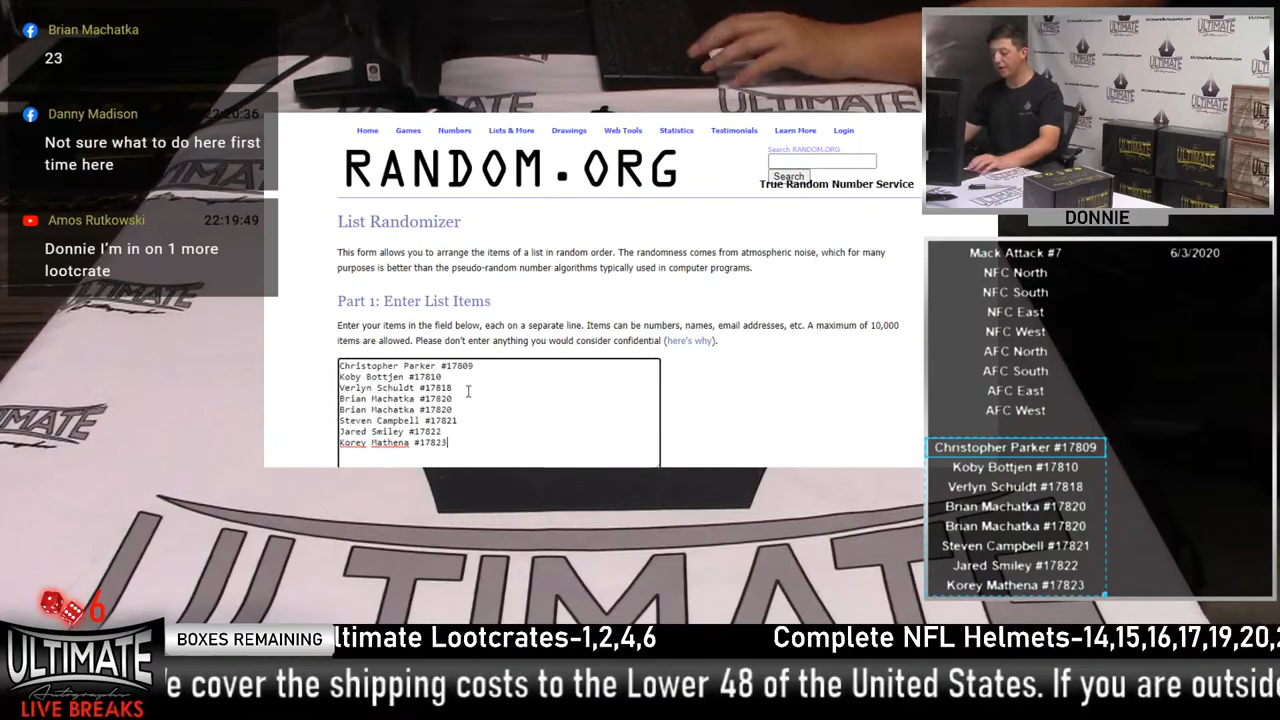 Brian Machatka
23
Danny Madison 22:20:36
Not sure what to do here first
time here
Amos Rutkowski 22:19:49
Donnie I'm in on 1 more
lootcrate
Home Games Numbers Lists & More Drawings Web Tools Statistics Testimonials Learn More Login
RANDOM.ORG
Search RANDOM.ORG
Search
True Random Number Service
List Randomizer
This form allows you to arrange the items of a list in random order. The randomness comes from atmospheric noise, which for many
purposes is better than the pseudo-random number algorithms typically used in computer programs.
Part 1: Enter List Items
Enter your items in the field below, each on a separate line. Items can be numbers, names, email addresses, etc. A maximum of 10,000
items are allowed. Please don't enter anything you would consider confidential (here's why).
Christopher Parker #17809
Koby Bottjen #17810
Verlyn Schuldt #17818
Brian Machatka #17820
Brian Machatka #17820
Steven Campbell #17821
Jared Smiley #17822
Korey Mathena #17823
ULTIMATE
DONNIE
Mack Attack #7 6/3/2020
NFC North
NFC South
NFC East
NFC West
AFC North
AFC South
AFC East
AFC West
Christopher Parker #17809
Koby Bottjen #17810
Verlyn Schuldt #17818
Brian Machatka #17820
Brian Machatka #17820
Steven Campbell #17821
Jared Smiley #17822
Korey Mathena #17823
ULTIMATE
6
ULTIMATE
Autographs
LIVE BREAKS
BOXES REMAINING
ltimate Lootcrates-1,2,4,6 Complete NFL Helmets-14,15,16,17,19,20,2
e cover the shipping costs to the Lower 48 of the United States. If you are outside